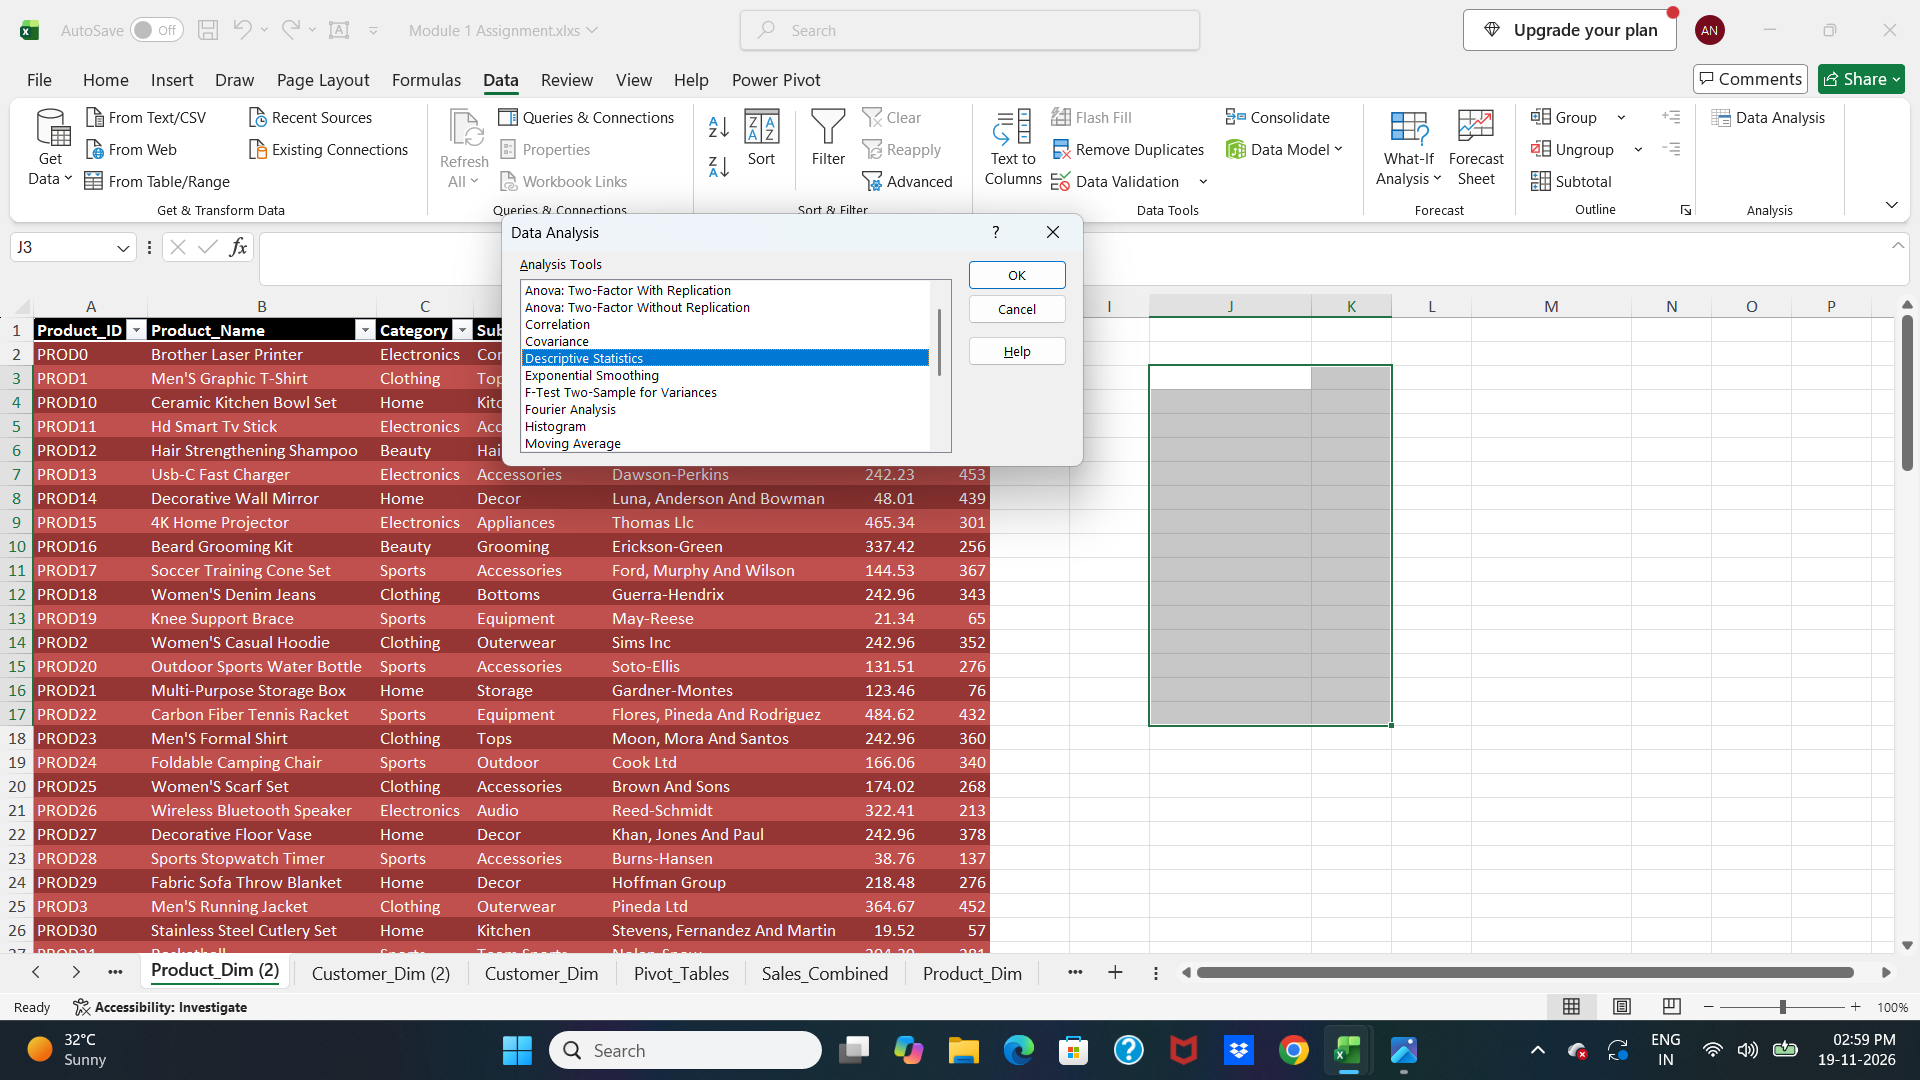 AutoSave Off Module 1 Assignment.xlxs Search Upgrade your plan AN
File Home Insert Draw Page Layout Formulas Data Review View Help Power Pivot Comments Share
Get Data From Text/CSV From Web From Table/Range Recent Sources Existing Connections
Get & Transform Data
Refresh All Queries & Connections Properties Workbook Links
Queries & Connections
A Z Z A Sort Filter Clear Reapply Advanced
Sort & Filter
Text to Columns Flash Fill Remove Duplicates Data Validation Consolidate Data Model
Data Tools
What-If Analysis Forecast Sheet
Forecast
Group Ungroup Subtotal
Outline
Data Analysis
Analysis
J3 fx
Data Analysis ?
Analysis Tools
Anova: Two-Factor With Replication
Anova: Two-Factor Without Replication
Correlation
Covariance
Descriptive Statistics
Exponential Smoothing
F-Test Two-Sample for Variances
Fourier Analysis
Histogram
Moving Average
OK
Cancel
Help
A B C I J K L M N O P
1 Product_ID Product_Name Category Sub
2 PROD0 Brother Laser Printer Electronics Con
3 PROD1 Men'S Graphic T-Shirt Clothing Top
4 PROD10 Ceramic Kitchen Bowl Set Home Kitc
5 PROD11 Hd Smart Tv Stick Electronics Acc
6 PROD12 Hair Strengthening Shampoo Beauty Hai
7 PROD13 Usb-C Fast Charger Electronics Accessories Dawson-Perkins 242.23 453
8 PROD14 Decorative Wall Mirror Home Decor Luna, Anderson And Bowman 48.01 439
9 PROD15 4K Home Projector Electronics Appliances Thomas Llc 465.34 301
10 PROD16 Beard Grooming Kit Beauty Grooming Erickson-Green 337.42 256
11 PROD17 Soccer Training Cone Set Sports Accessories Ford, Murphy And Wilson 144.53 367
12 PROD18 Women'S Denim Jeans Clothing Bottoms Guerra-Hendrix 242.96 343
13 PROD19 Knee Support Brace Sports Equipment May-Reese 21.34 65
14 PROD2 Women'S Casual Hoodie Clothing Outerwear Sims Inc 242.96 352
15 PROD20 Outdoor Sports Water Bottle Sports Accessories Soto-Ellis 131.51 276
16 PROD21 Multi-Purpose Storage Box Home Storage Gardner-Montes 123.46 76
17 PROD22 Carbon Fiber Tennis Racket Sports Equipment Flores, Pineda And Rodriguez 484.62 432
18 PROD23 Men'S Formal Shirt Clothing Tops Moon, Mora And Santos 242.96 360
19 PROD24 Foldable Camping Chair Sports Outdoor Cook Ltd 166.06 340
20 PROD25 Women'S Scarf Set Clothing Accessories Brown And Sons 174.02 268
21 PROD26 Wireless Bluetooth Speaker Electronics Audio Reed-Schmidt 322.41 213
22 PROD27 Decorative Floor Vase Home Decor Khan, Jones And Paul 242.96 378
23 PROD28 Sports Stopwatch Timer Sports Accessories Burns-Hansen 38.76 137
24 PROD29 Fabric Sofa Throw Blanket Home Decor Hoffman Group 218.48 276
25 PROD3 Men'S Running Jacket Clothing Outerwear Pineda Ltd 364.67 452
26 PROD30 Stainless Steel Cutlery Set Home Kitchen Stevens, Fernandez And Martin 19.52 57
Product_Dim (2) Customer_Dim (2) Customer_Dim Pivot_Tables Sales_Combined Product_Dim
Ready Accessibility: Investigate 100%
32°C
Sunny
Search
ENG
IN
02:59 PM
19-11-2026